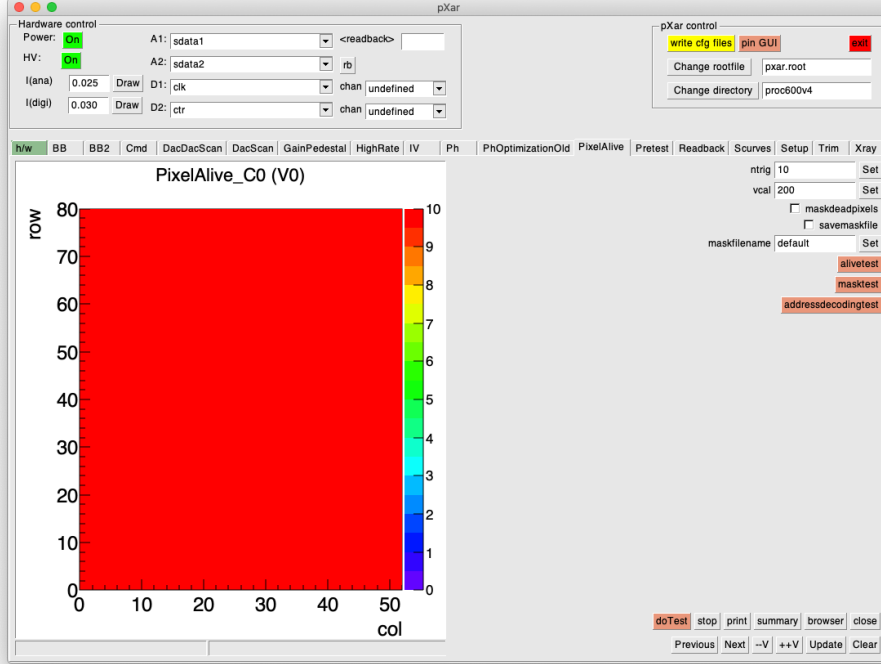 pXar
Hardware control
Power: On A1: sdata1 <readback>
HV: On A2: sdata2 rb
I(ana) 0.025 Draw D1: clk chan undefined
I(digi) 0.030 Draw D2: ctr chan undefined
pXar control
write cfg files pin GUI exit
Change rootfile pxar.root
Change directory proc600v4
h/w BB BB2 Cmd DacDacScan DacScan GainPedestal HighRate IV Ph PhOptimizationOld PixelAlive Pretest Readback Scurves Setup Trim Xray
PixelAlive_C0 (V0)
row
80
70
60
50
40
30
20
10
0
0 10 20 30 40 50
col
10
9
8
7
6
5
4
3
2
1
0
ntrig 10 Set
vcal 200 Set
maskdeadpixels
savemaskfile
maskfilename default Set
alivetest
masktest
addressdecodingtest
doTest stop print summary browser close
Previous Next --V ++V Update Clear